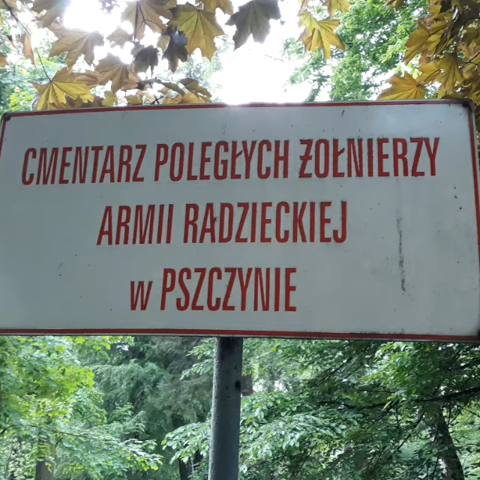 CMENTARZ POLEGŁYCH ŻOŁNIERZY
ARMII RADZIECKIEJ
w PSZCZYNIE